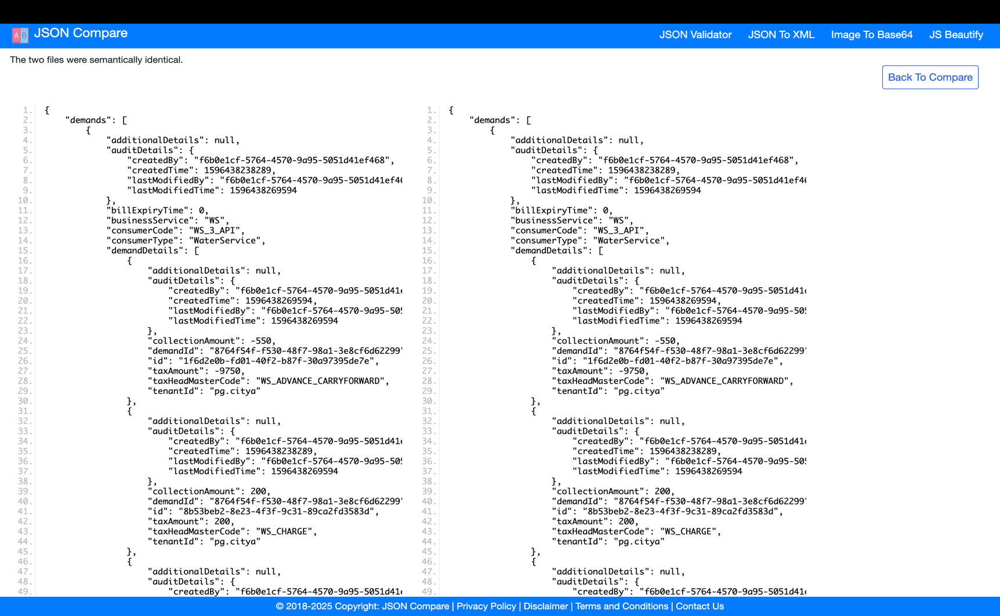 JSON Compare
JSON Validator JSON To XML Image To Base64 JS Beautify
The two files were semantically identical.
Back To Compare
1. {
2. "demands": [
3. {
4. "additionalDetails": null,
5. "auditDetails": {
6. "createdBy": "f6b0e1cf-5764-4570-9a95-5051d41ef468",
7. "createdTime": 1596438238289,
8. "lastModifiedBy": "f6b0e1cf-5764-4570-9a95-5051d41ef46
9. "lastModifiedTime": 1596438269594
10. },
11. "billExpiryTime": 0,
12. "businessService": "WS",
13. "consumerCode": "WS_3_API",
14. "consumerType": "WaterService",
15. "demandDetails": [
16. {
17. "additionalDetails": null,
18. "auditDetails": {
19. "createdBy": "f6b0e1cf-5764-4570-9a95-5051d41e
20. "createdTime": 1596438269594,
21. "lastModifiedBy": "f6b0e1cf-5764-4570-9a95-505
22. "lastModifiedTime": 1596438269594
23. },
24. "collectionAmount": -550,
25. "demandId": "8764f54f-f530-48f7-98a1-3e8cf6d62299"
26. "id": "1f6d2e0b-fd01-40f2-b87f-30a97395de7e",
27. "taxAmount": -9750,
28. "taxHeadMasterCode": "WS_ADVANCE_CARRYFORWARD",
29. "tenantId": "pg.citya"
30. },
31. {
32. "additionalDetails": null,
33. "auditDetails": {
34. "createdBy": "f6b0e1cf-5764-4570-9a95-5051d41e
35. "createdTime": 1596438238289,
36. "lastModifiedBy": "f6b0e1cf-5764-4570-9a95-505
37. "lastModifiedTime": 1596438269594
38. },
39. "collectionAmount": 200,
40. "demandId": "8764f54f-f530-48f7-98a1-3e8cf6d62299"
41. "id": "8b53beb2-8e23-4f3f-9c31-89ca2fd3583d",
42. "taxAmount": 200,
43. "taxHeadMasterCode": "WS_CHARGE",
44. "tenantId": "pg.citya"
45. },
46. {
47. "additionalDetails": null,
48. "auditDetails": {
49. "createdBy": "f6b0e1cf-5764-4570-9a95-5051d41e
1. {
2. "demands": [
3. {
4. "additionalDetails": null,
5. "auditDetails": {
6. "createdBy": "f6b0e1cf-5764-4570-9a95-5051d41ef468",
7. "createdTime": 1596438238289,
8. "lastModifiedBy": "f6b0e1cf-5764-4570-9a95-5051d41ef46
9. "lastModifiedTime": 1596438269594
10. },
11. "billExpiryTime": 0,
12. "businessService": "WS",
13. "consumerCode": "WS_3_API",
14. "consumerType": "WaterService",
15. "demandDetails": [
16. {
17. "additionalDetails": null,
18. "auditDetails": {
19. "createdBy": "f6b0e1cf-5764-4570-9a95-5051d41e
20. "createdTime": 1596438269594,
21. "lastModifiedBy": "f6b0e1cf-5764-4570-9a95-505
22. "lastModifiedTime": 1596438269594
23. },
24. "collectionAmount": -550,
25. "demandId": "8764f54f-f530-48f7-98a1-3e8cf6d62299"
26. "id": "1f6d2e0b-fd01-40f2-b87f-30a97395de7e",
27. "taxAmount": -9750,
28. "taxHeadMasterCode": "WS_ADVANCE_CARRYFORWARD",
29. "tenantId": "pg.citya"
30. },
31. {
32. "additionalDetails": null,
33. "auditDetails": {
34. "createdBy": "f6b0e1cf-5764-4570-9a95-5051d41e
35. "createdTime": 1596438238289,
36. "lastModifiedBy": "f6b0e1cf-5764-4570-9a95-505
37. "lastModifiedTime": 1596438269594
38. },
39. "collectionAmount": 200,
40. "demandId": "8764f54f-f530-48f7-98a1-3e8cf6d62299"
41. "id": "8b53beb2-8e23-4f3f-9c31-89ca2fd3583d",
42. "taxAmount": 200,
43. "taxHeadMasterCode": "WS_CHARGE",
44. "tenantId": "pg.citya"
45. },
46. {
47. "additionalDetails": null,
48. "auditDetails": {
49. "createdBy": "f6b0e1cf-5764-4570-9a95-5051d41e
© 2018-2025 Copyright: JSON Compare | Privacy Policy | Disclaimer | Terms and Conditions | Contact Us